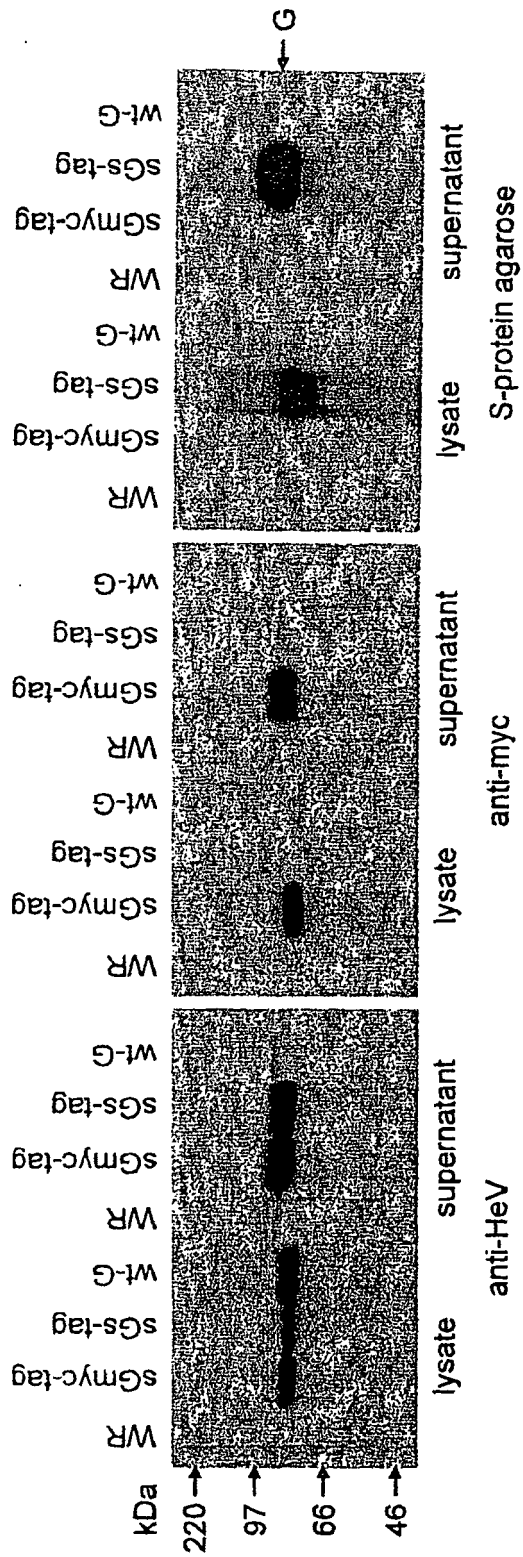 kDa
220
97
66
46
WR
sGmyc-tag
sGs-tag
wt-G
WR
sGmyc-tag
sGs-tag
wt-G
lysate
supernatant
anti-HeV
WR
sGmyc-tag
sGs-tag
wt-G
WR
sGmyc-tag
sGs-tag
wt-G
lysate
supernatant
anti-myc
WR
sGmyc-tag
sGs-tag
wt-G
WR
sGmyc-tag
sGs-tag
wt-G
lysate
supernatant
S-protein agarose
G